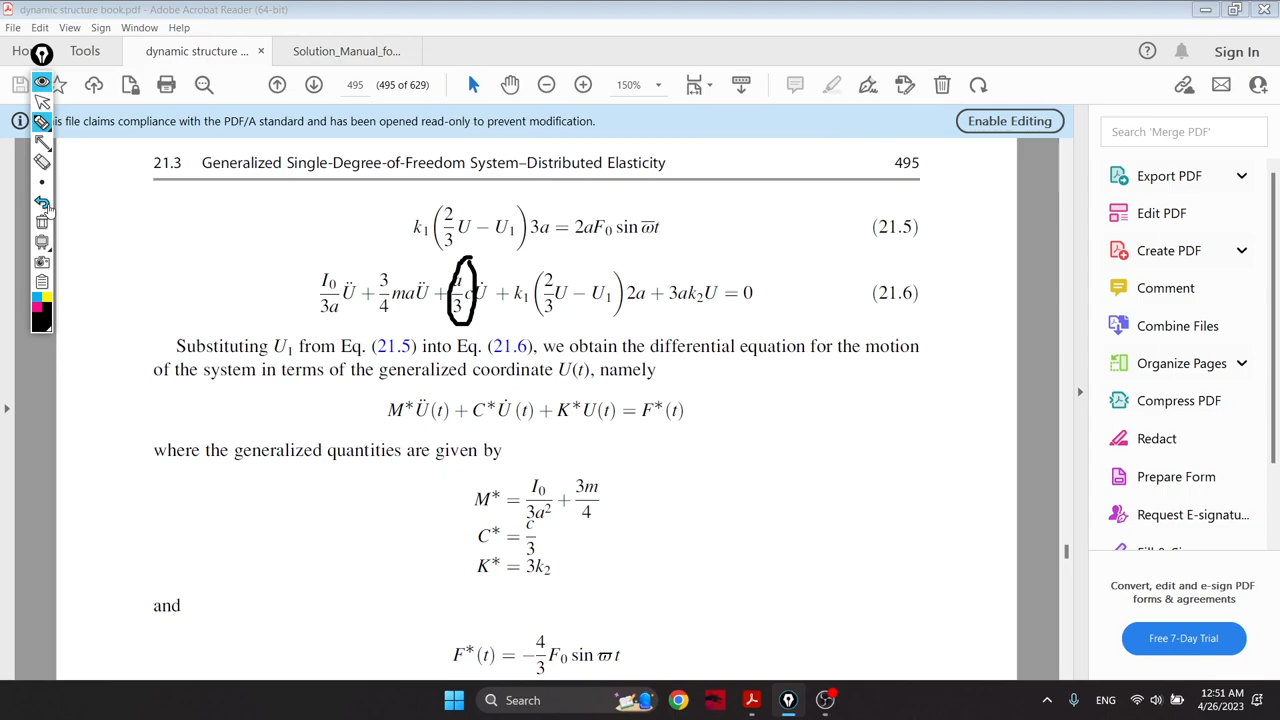 dynamic structure book.pdf - Adobe Acrobat Reader (64-bit)
File Edit View Sign Window Help
Tools dynamic structure ... × Solution_Manual_fo... Sign In
495 (495 of 629) 150%
is file claims compliance with the PDF/A standard and has been opened read-only to prevent modification. Enable Editing
21.3 Generalized Single-Degree-of-Freedom System–Distributed Elasticity 495
k₁(2/3 U − U₁)3a = 2aF₀ sin ω̅t (21.5)
I₀/3a Ü + 3/4 maÜ + a/3 cU̇ + k₁(2/3 U − U₁)2a + 3ak₂U = 0 (21.6)
Substituting U₁ from Eq. (21.5) into Eq. (21.6), we obtain the differential equation for the motion
of the system in terms of the generalized coordinate U(t), namely
M*Ü(t) + C*U̇(t) + K*U(t) = F*(t)
where the generalized quantities are given by
M* = I₀/3a² + 3m/4
C* = c/3
K* = 3k₂
and
F*(t) = −4/3 F₀ sin ϖt
Search 'Merge PDF'
Export PDF
Edit PDF
Create PDF
Comment
Combine Files
Organize Pages
Compress PDF
Redact
Prepare Form
Request E-signatu...
Convert, edit and e-sign PDF
forms & agreements
Free 7-Day Trial
Search
ENG
12:51 AM
4/26/2023